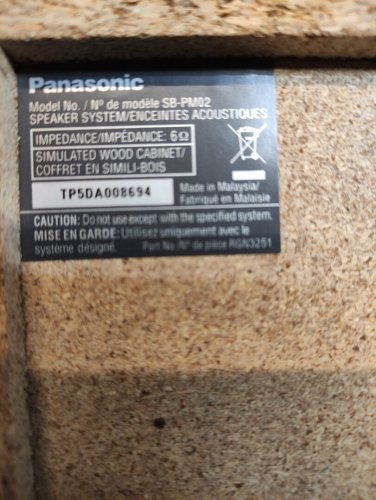 Panasonic
Model No. / Nº de modèle SB-PM02
SPEAKER SYSTEM/ENCEINTES ACOUSTIQUES
IMPEDANCE/IMPÉDANCE: 6Ω
SIMULATED WOOD CABINET/
COFFRET EN SIMILI-BOIS
TP5DA008694
Made in Malaysia/
Fabriqué en Malaisie
CAUTION: Do not use except with the specified system.
MISE EN GARDE: Utilisez uniquement avec le
système désigné.
Part No./N° de pièce RGN3251